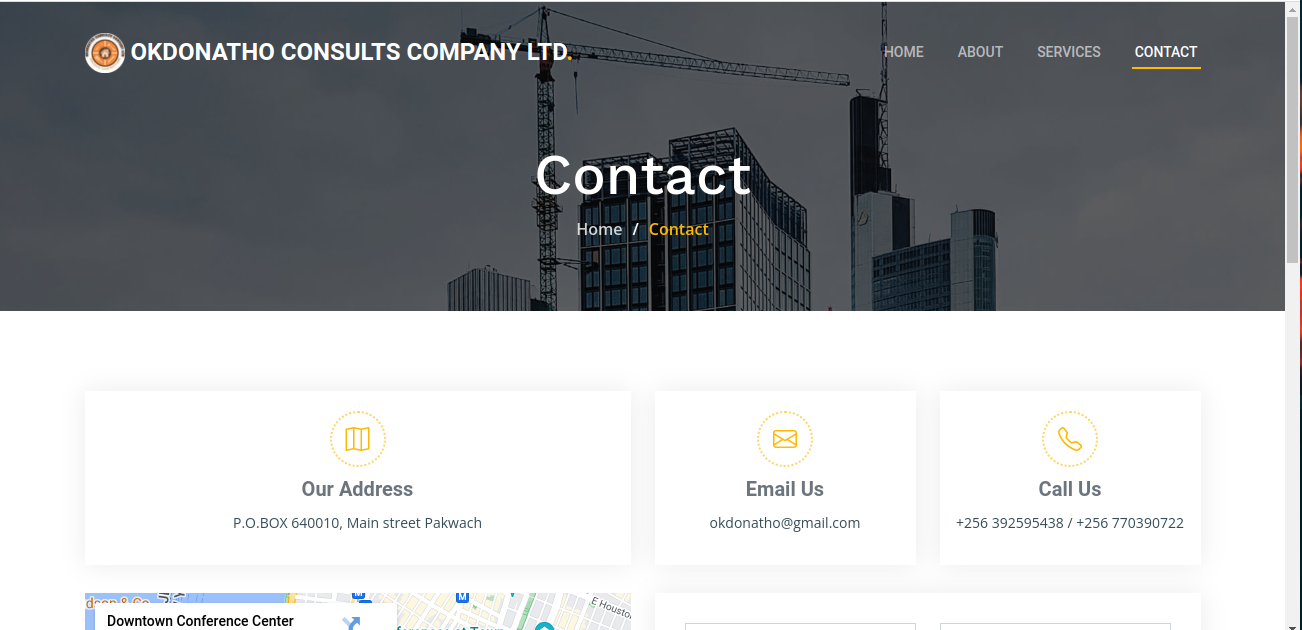 OKDONATHO CONSULTS COMPANY LTD.
HOME ABOUT SERVICES CONTACT
Contact
Home / Contact
Our Address
P.O.BOX 640010, Main street Pakwach
Email Us
okdonatho@gmail.com
Call Us
+256 392595438 / +256 770390722
Downtown Conference Center
E Houston